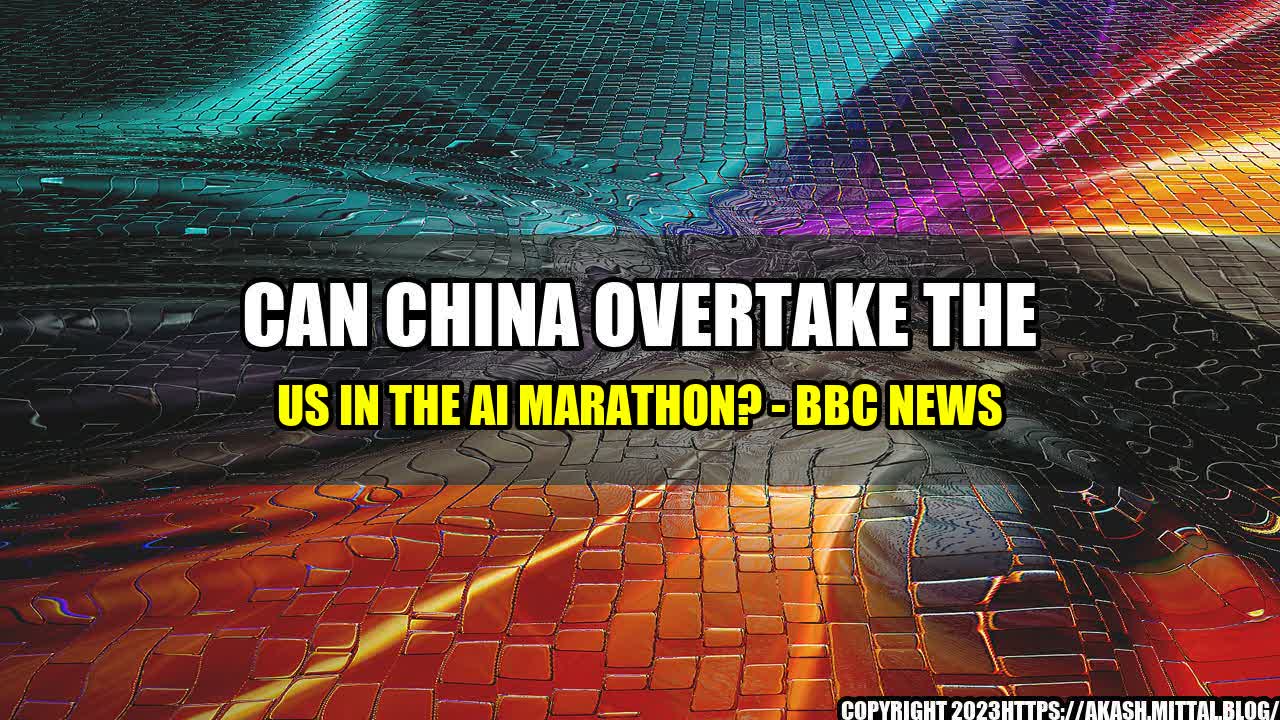 CAN CHINA OVERTAKE THE
US IN THE AI MARATHON? - BBC NEWS
COPYRIGHT 2023HTTPS://AKASH.MITTAL.BLOG/